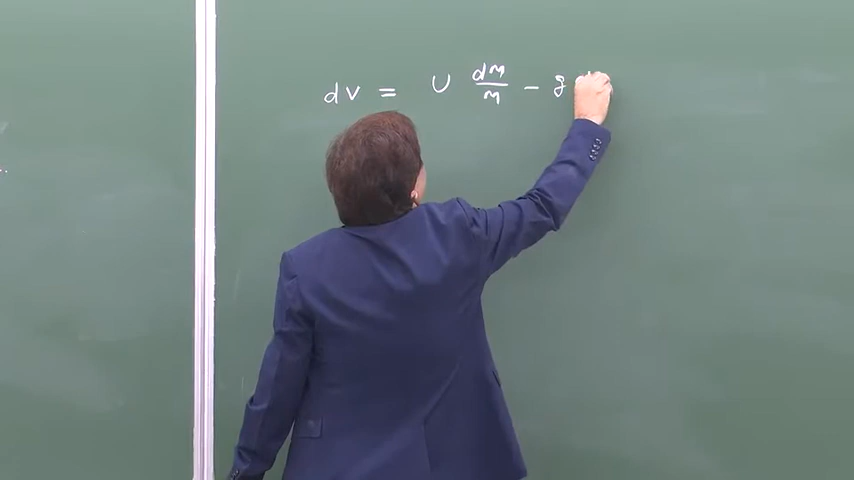 dV = U dM/M - g